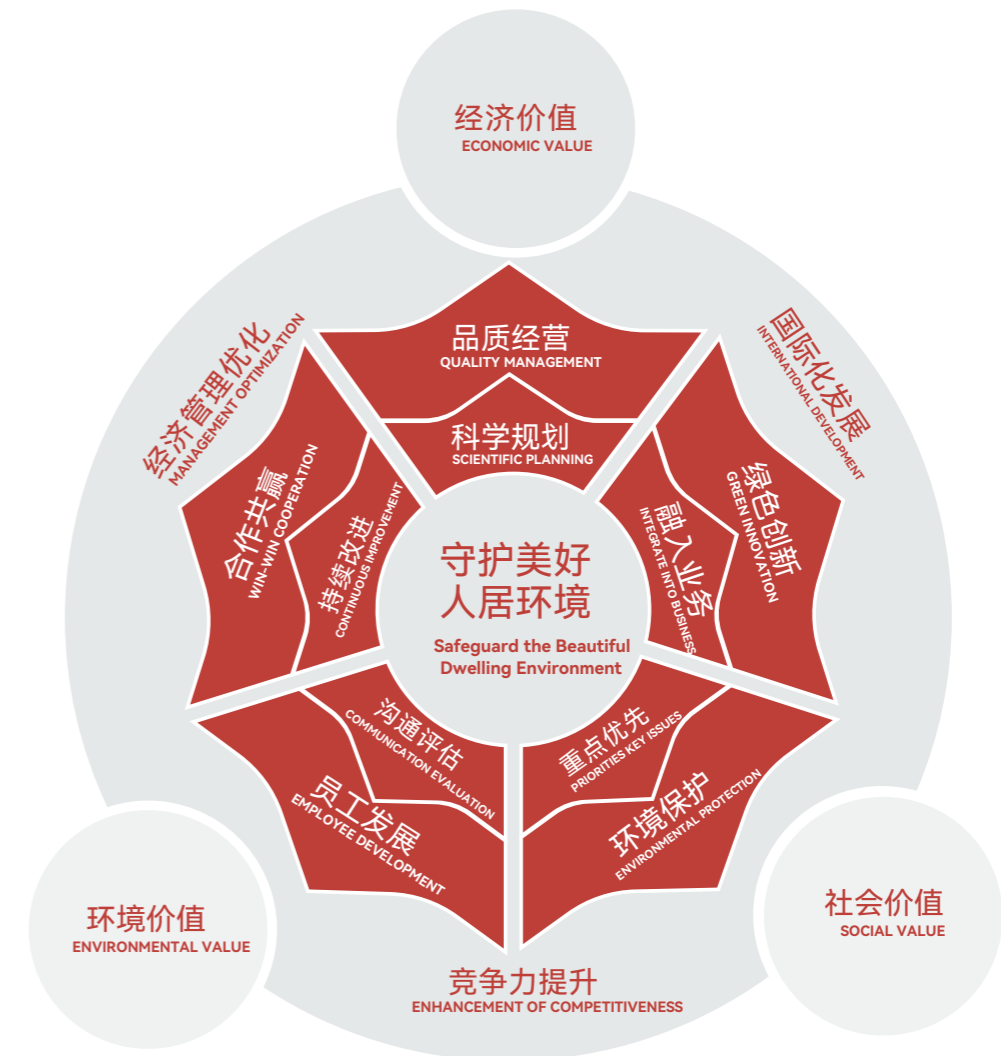 经济价值
ECONOMIC VALUE
经济管理优化
MANAGEMENT OPTIMIZATION
国际化发展
INTERNATIONAL DEVELOPMENT
品质经营
QUALITY MANAGEMENT
科学规划
SCIENTIFIC PLANNING
合作共赢
WIN-WIN COOPERATION
持续改进
CONTINUOUS IMPROVEMENT
融入业务
INTEGRATE INTO BUSINESS
绿色创新
GREEN INNOVATION
守护美好
人居环境
Safeguard the Beautiful
Dwelling Environment
沟通评估
COMMUNICATION EVALUATION
员工发展
EMPLOYEE DEVELOPMENT
重点优先
PRIORITIES KEY ISSUES
环境保护
ENVIRONMENTAL PROTECTION
环境价值
ENVIRONMENTAL VALUE
社会价值
SOCIAL VALUE
竞争力提升
ENHANCEMENT OF COMPETITIVENESS